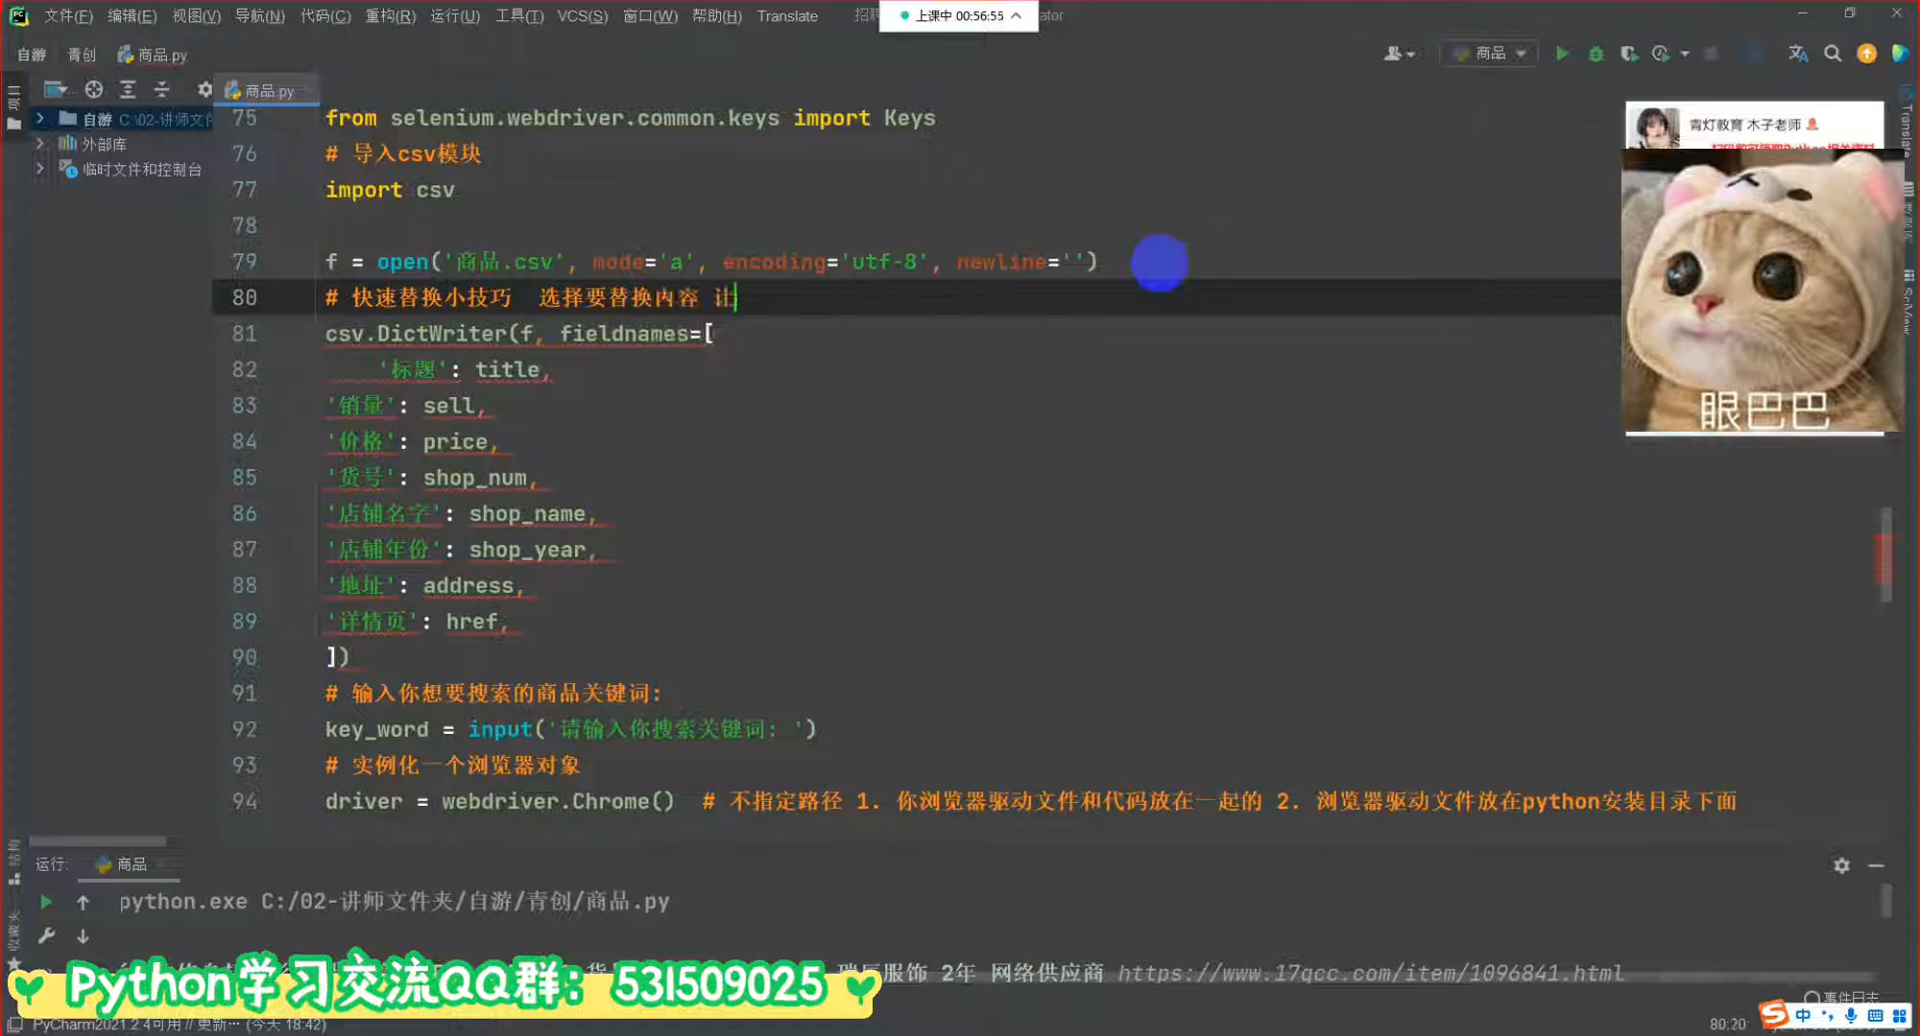 文件(F) 编辑(E) 视图(V) 导航(N) 代码(C) 重构(R) 运行(U) 工具(T) VCS(S) 窗口(W) 帮助(H) Translate
上课中 00:56:55
自游 青创 商品.py
商品
项目
商品.py
自游 C:\02-讲师文件
外部库
临时文件和控制台
青灯教育 木子老师
眼巴巴
Translate
SciView
75 from selenium.webdriver.common.keys import Keys
76 # 导入csv模块
77 import csv
78
79 f = open('商品.csv', mode='a', encoding='utf-8', newline='')
80 # 快速替换小技巧 选择要替换内容
81 csv.DictWriter(f, fieldnames=[
82 '标题': title,
83 '销量': sell,
84 '价格': price,
85 '货号': shop_num,
86 '店铺名字': shop_name,
87 '店铺年份': shop_year,
88 '地址': address,
89 '详情页': href,
90 ])
91 # 输入你想要搜索的商品关键词:
92 key_word = input('请输入你搜索关键词: ')
93 # 实例化一个浏览器对象
94 driver = webdriver.Chrome() # 不指定路径 1. 你浏览器驱动文件和代码放在一起的 2. 浏览器驱动文件放在python安装目录下面
结构
收藏夹
运行: 商品
python.exe C:/02-讲师文件夹/自游/青创/商品.py
服饰 2年 网络供应商 https://www.17qcc.com/item/1096841.html
Python学习交流QQ群: 531509025
事件日志
PyCharm2021.2.4可用 // 更新… (今天 18:42)
80:20
中